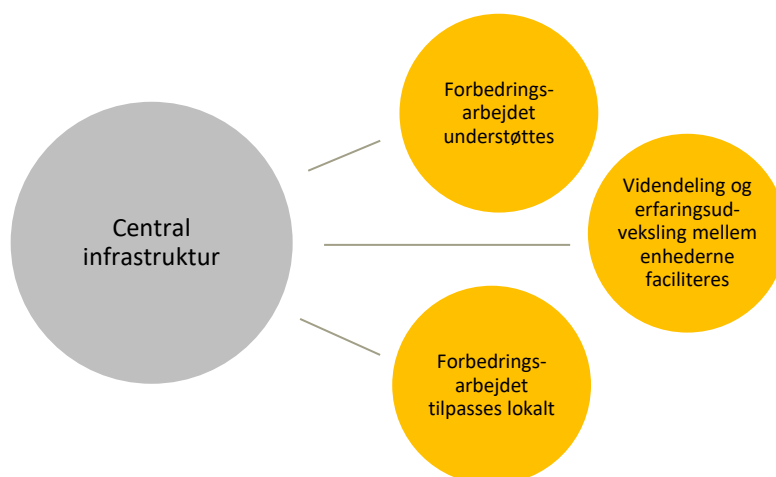 Central
infrastruktur
Forbedrings-
arbejdet
understøttes
Videndeling og
erfaringsud-
veksling mellem
enhederne
faciliteres
Forbedrings-
arbejdet
tilpasses lokalt